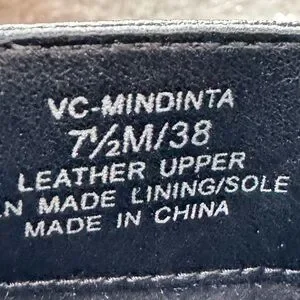 VC-MINDINTA
7½M/38
LEATHER UPPER
N MADE LINING/SOLE
MADE IN CHINA